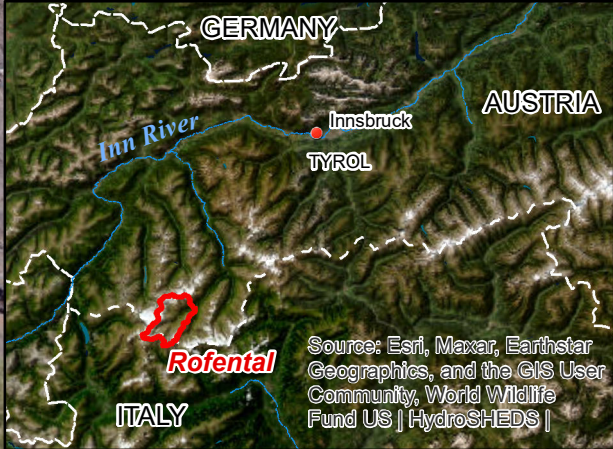 GERMANY
AUSTRIA
Inn River
Innsbruck
TYROL
Rofental
ITALY
Source: Esri, Maxar, Earthstar
Geographics, and the GIS User
Community, World Wildlife
Fund US | HydroSHEDS |